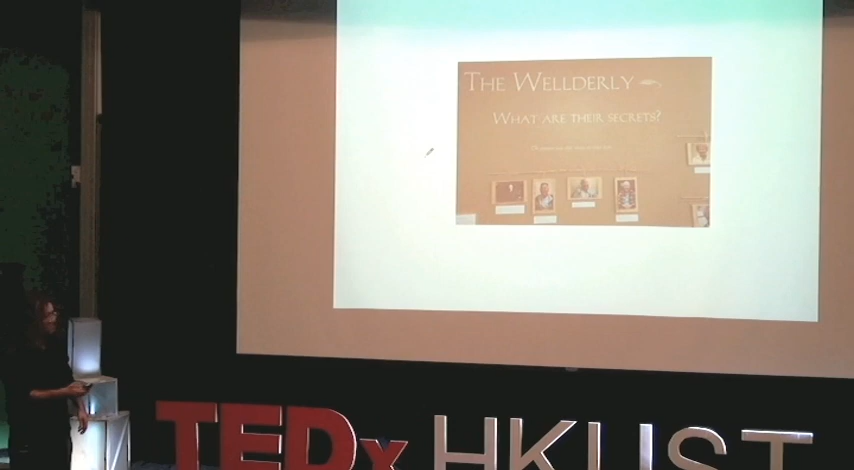 THE WELLDERLY
WHAT ARE THEIR SECRETS?
TEDx HKUST